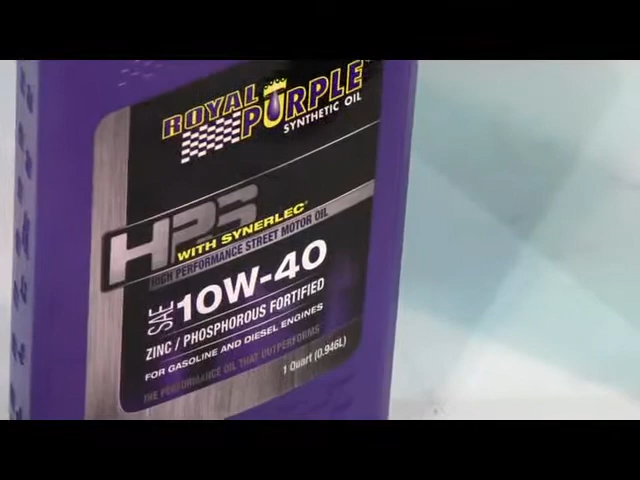 ROYAL PURPLE
SYNTHETIC OIL
HPS
WITH SYNERLEC®
HIGH PERFORMANCE STREET MOTOR OIL
SAE 10W-40
ZINC / PHOSPHOROUS FORTIFIED
FOR GASOLINE AND DIESEL ENGINES
THE PERFORMANCE OIL THAT OUTPERFORMS
1 Quart (0.946L)